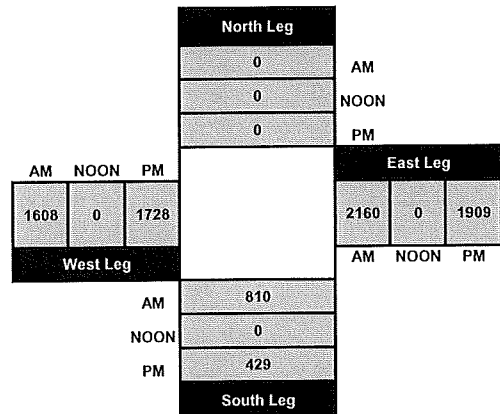 North Leg
0 AM
0 NOON
0 PM
AM NOON PM
1608 0 1728
West Leg
East Leg
2160 0 1909
AM NOON PM
AM 810
NOON 0
PM 429
South Leg